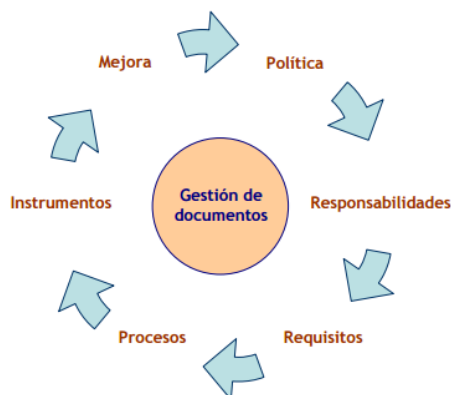 Mejora
Política
Instrumentos
Gestión de
documentos
Responsabilidades
Procesos
Requisitos